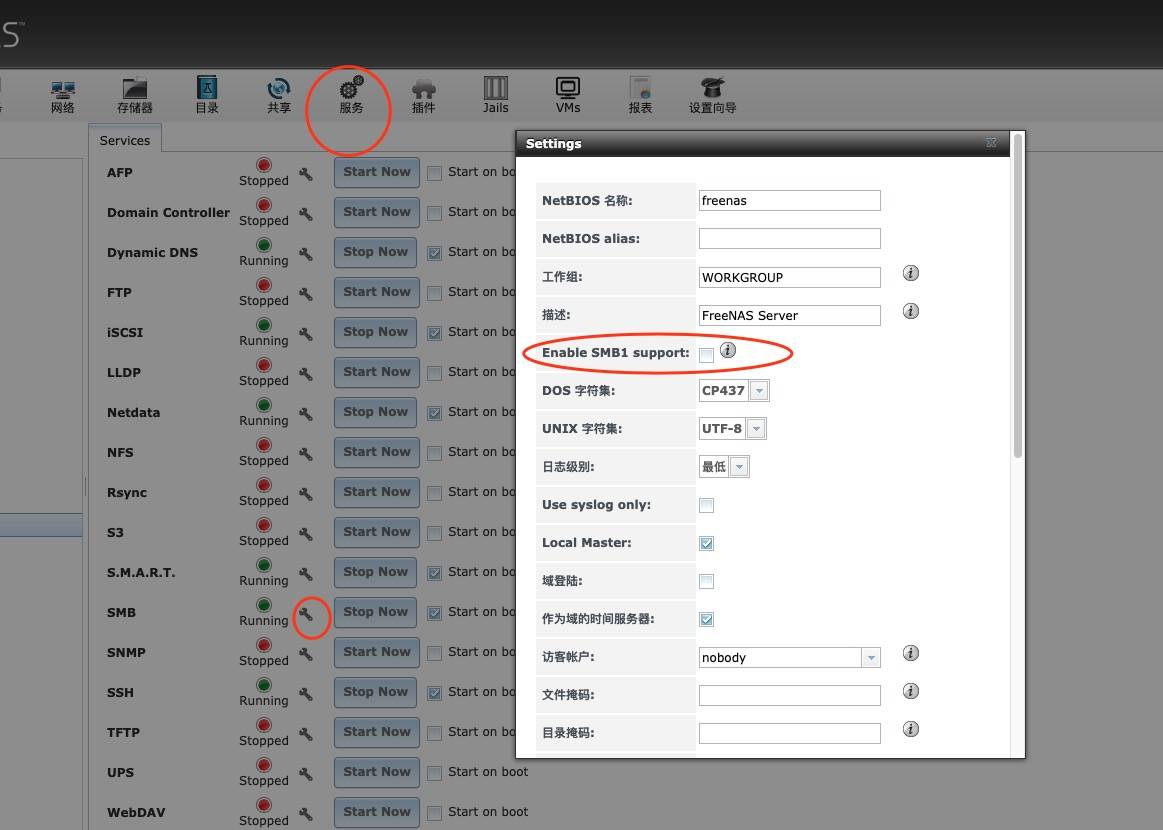 S™
网络 存储器 目录 共享 服务 插件 Jails VMs 报表 设置向导
Services
AFP Stopped Start Now Start on bo
Domain Controller Stopped Start Now Start on bo
Dynamic DNS Running Stop Now Start on bo
FTP Stopped Start Now Start on bo
iSCSI Running Stop Now Start on bo
LLDP Stopped Start Now Start on bo
Netdata Running Stop Now Start on bo
NFS Stopped Start Now Start on bo
Rsync Stopped Start Now Start on bo
S3 Stopped Start Now Start on bo
S.M.A.R.T. Running Stop Now Start on bo
SMB Running Stop Now Start on bo
SNMP Stopped Start Now Start on bo
SSH Running Stop Now Start on bo
TFTP Stopped Start Now Start on bo
UPS Stopped Start Now Start on boot
WebDAV Stopped Start Now Start on boot
Settings
NetBIOS 名称: freenas
NetBIOS alias:
工作组: WORKGROUP
描述: FreeNAS Server
Enable SMB1 support:
DOS 字符集: CP437
UNIX 字符集: UTF-8
日志级别: 最低
Use syslog only:
Local Master:
域登陆:
作为域的时间服务器:
访客帐户: nobody
文件掩码:
目录掩码: